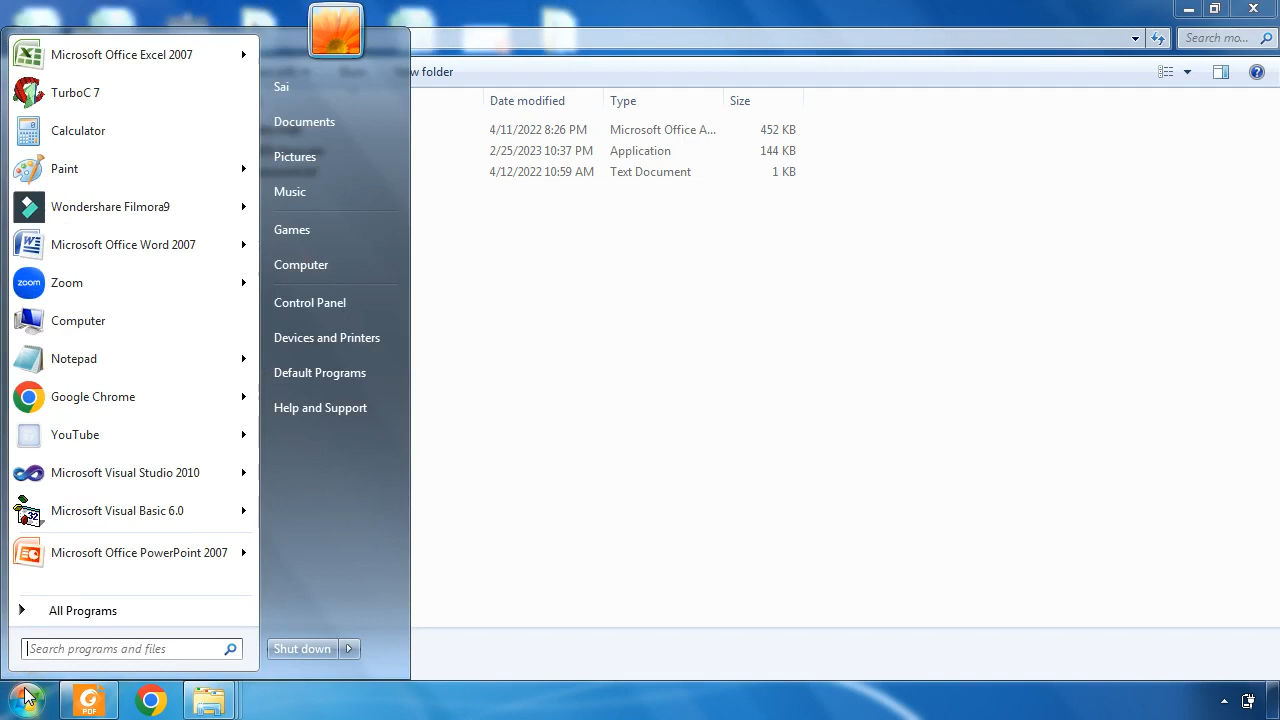 Microsoft Office Excel 2007
TurboC 7
Calculator
Paint
Wondershare Filmora9
Microsoft Office Word 2007
zoom
Zoom
Computer
Notepad
Google Chrome
YouTube
Microsoft Visual Studio 2010
Microsoft Visual Basic 6.0
Microsoft Office PowerPoint 2007
All Programs
Search programs and files
Sai
Documents
Pictures
Music
Games
Computer
Control Panel
Devices and Printers
Default Programs
Help and Support
Shut down
Search mo...
w folder
Date modified Type Size
4/11/2022 8:26 PM Microsoft Office A... 452 KB
2/25/2023 10:37 PM Application 144 KB
4/12/2022 10:59 AM Text Document 1 KB
PDF